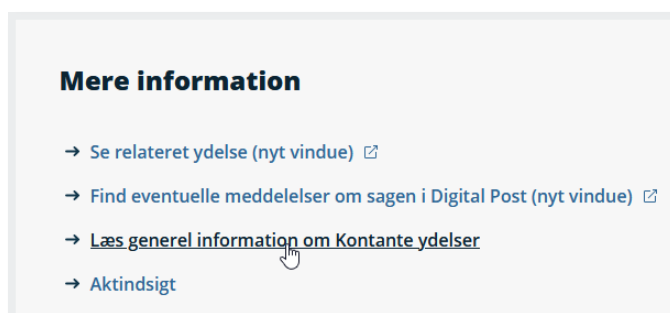 Mere information
Se relateret ydelse (nyt vindue)
Find eventuelle meddelelser om sagen i Digital Post (nyt vindue)
Læs generel information om Kontante ydelser
Aktindsigt